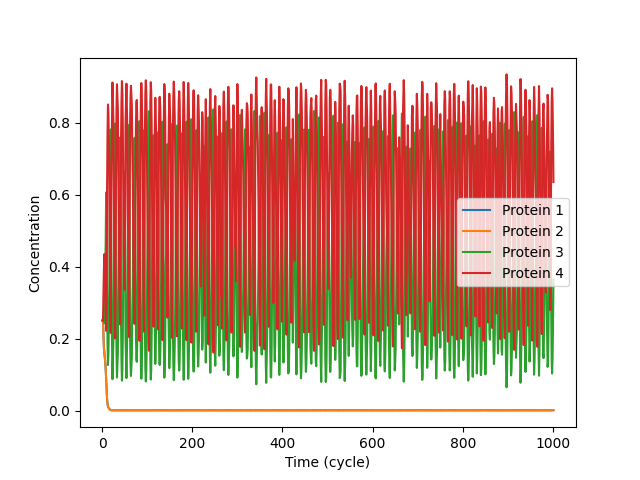 0.8
0.6
0.4
0.2
0.0
Concentration
Protein 1
Protein 2
Protein 3
Protein 4
0 200 400 600 800 1000
Time (cycle)